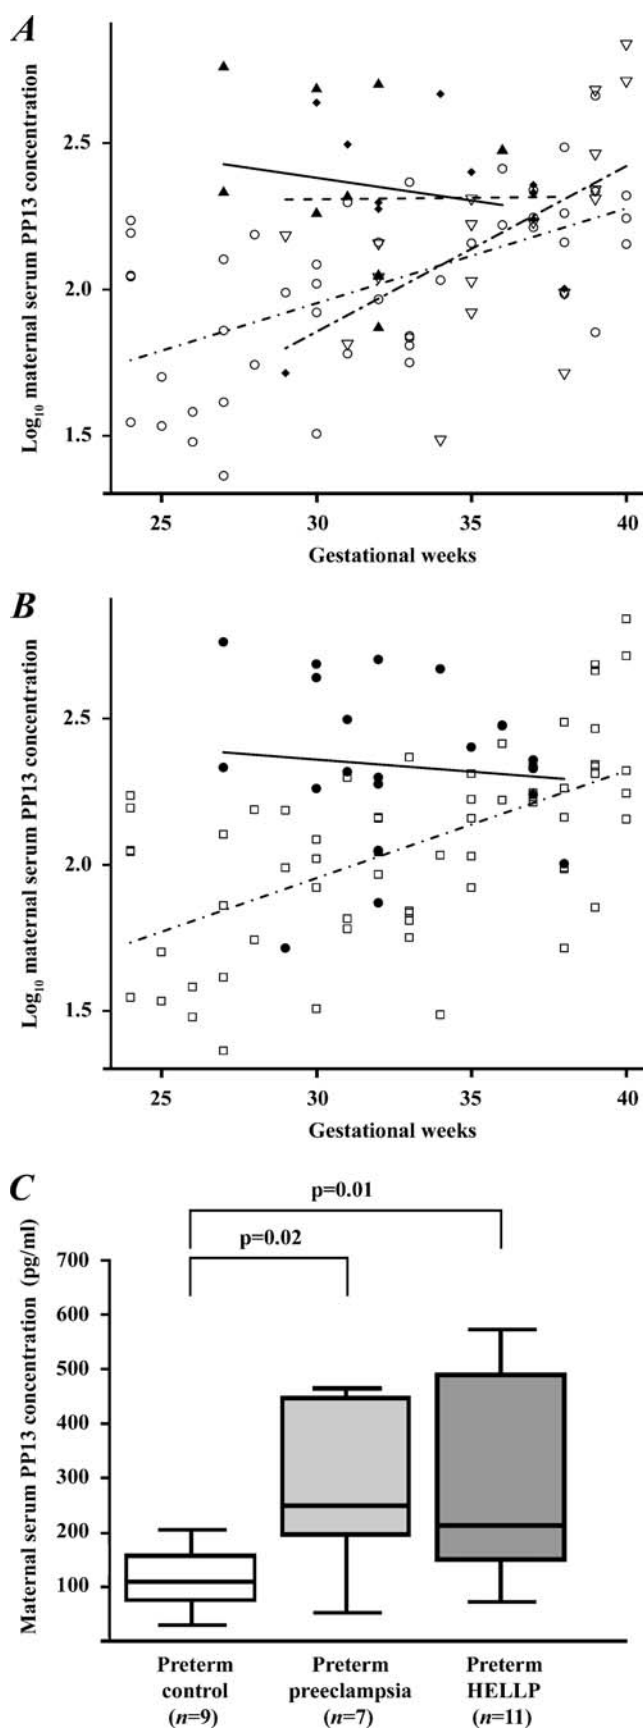 A
Log₁₀ maternal serum PP13 concentration
2.5
2.0
1.5
25 30 35 40
Gestational weeks
B
Log₁₀ maternal serum PP13 concentration
2.5
2.0
1.5
25 30 35 40
Gestational weeks
C
Maternal serum PP13 concentration (pg/ml)
p=0.01
p=0.02
700
600
500
400
300
200
100
Preterm control (n=9)
Preterm preeclampsia (n=7)
Preterm HELLP (n=11)